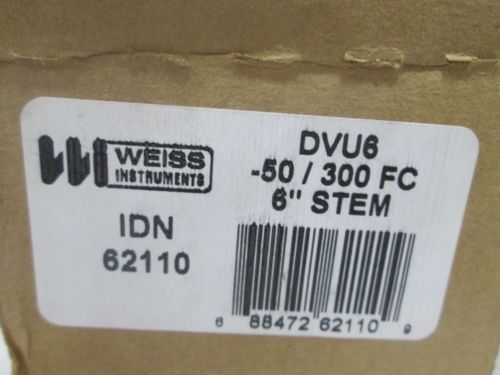 WEISS
INSTRUMENTS
IDN
62110
DVU6
-50 / 300 FC
6" STEM
6 88472 62110 9